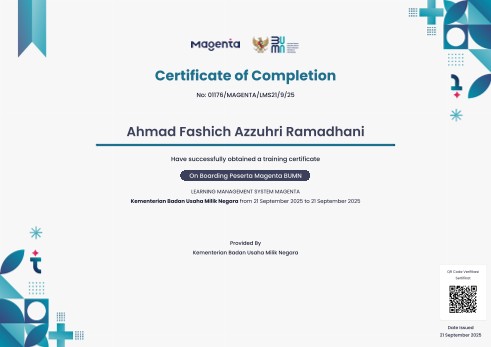 Magenta
BUMN
Certificate of Completion
No: 01176/MAGENTA/LMS21/9/25
Ahmad Fashich Azzuhri Ramadhani
Have successfully obtained a training certificate
On Boarding Peserta Magenta BUMN
LEARNING MANAGEMENT SYSTEM MAGENTA
Kementerian Badan Usaha Milik Negara from 21 September 2025 to 21 September 2025
Provided By
Kementerian Badan Usaha Milik Negara
QR Code Verifikasi
Sertifikat
Date Issued
21 September 2025